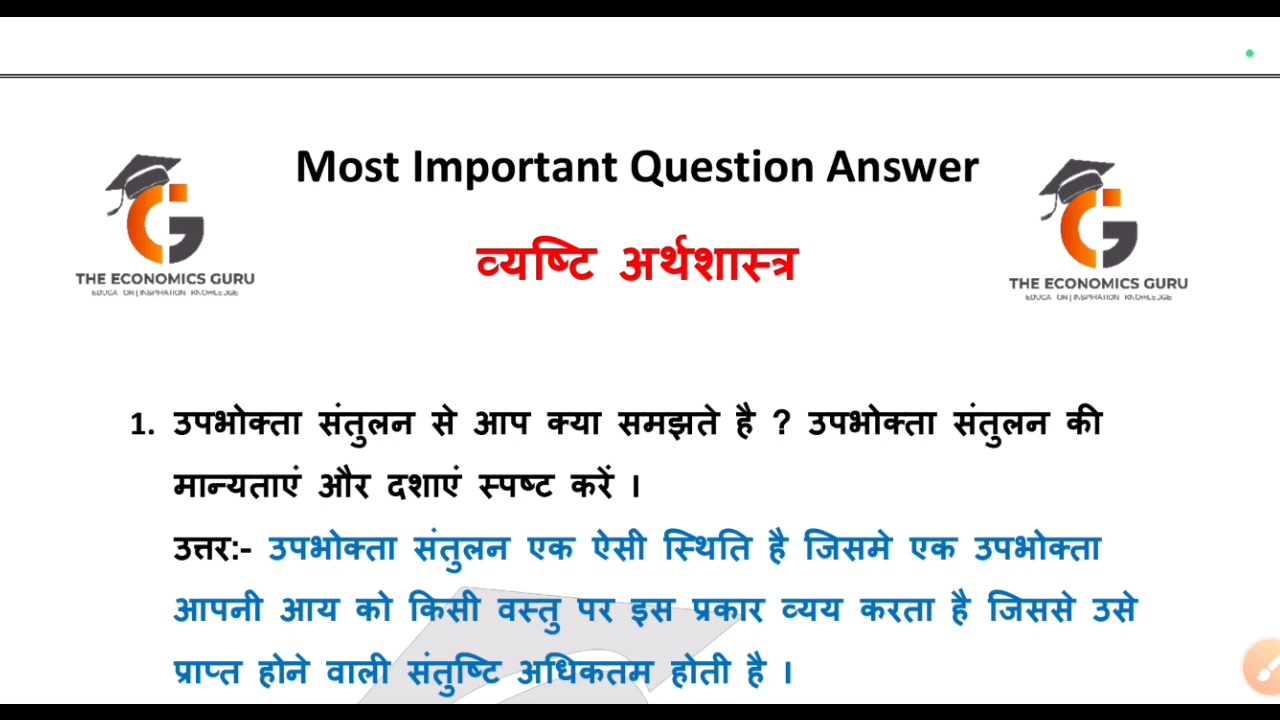 Most Important Question Answer
व्यष्टि अर्थशास्त्र
THE ECONOMICS GURU
THE ECONOMICS GURU
1. उपभोक्ता संतुलन से आप क्या समझते है ? उपभोक्ता संतुलन की
मान्यताएं और दशाएं स्पष्ट करें ।
उत्तर:- उपभोक्ता संतुलन एक ऐसी स्थिति है जिसमे एक उपभोक्ता
आपनी आय को किसी वस्तु पर इस प्रकार व्यय करता है जिससे उसे
प्राप्त होने वाली संतुष्टि अधिकतम होती है ।